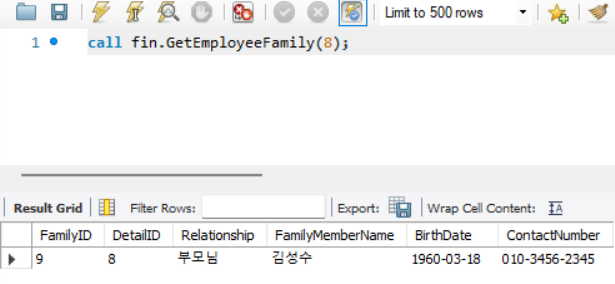 Limit to 500 rows
1 call fin.GetEmployeeFamily(8);
Result Grid Filter Rows: Export: Wrap Cell Content: IA
FamilyID DetailID Relationship FamilyMemberName BirthDate ContactNumber
9 8 부모님 김성수 1960-03-18 010-3456-2345